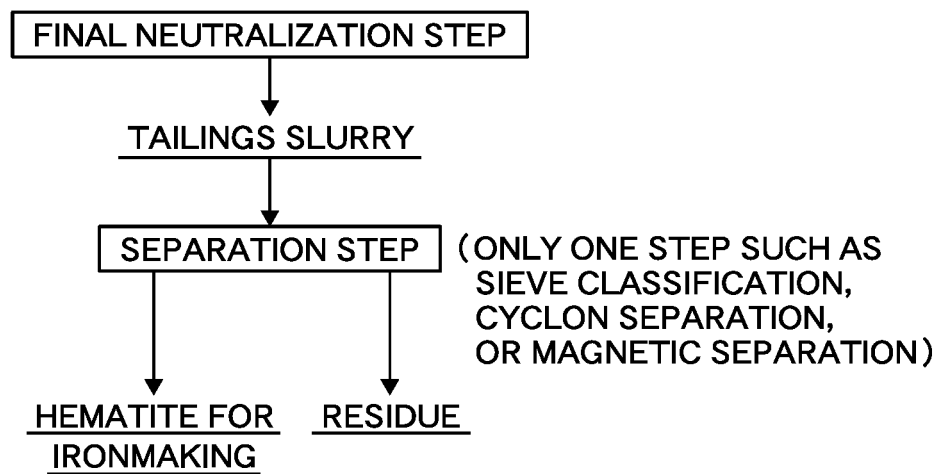 FINAL NEUTRALIZATION STEP
TAILINGS SLURRY
SEPARATION STEP
(ONLY ONE STEP SUCH AS
SIEVE CLASSIFICATION,
CYCLON SEPARATION,
OR MAGNETIC SEPARATION)
HEMATITE FOR
IRONMAKING
RESIDUE